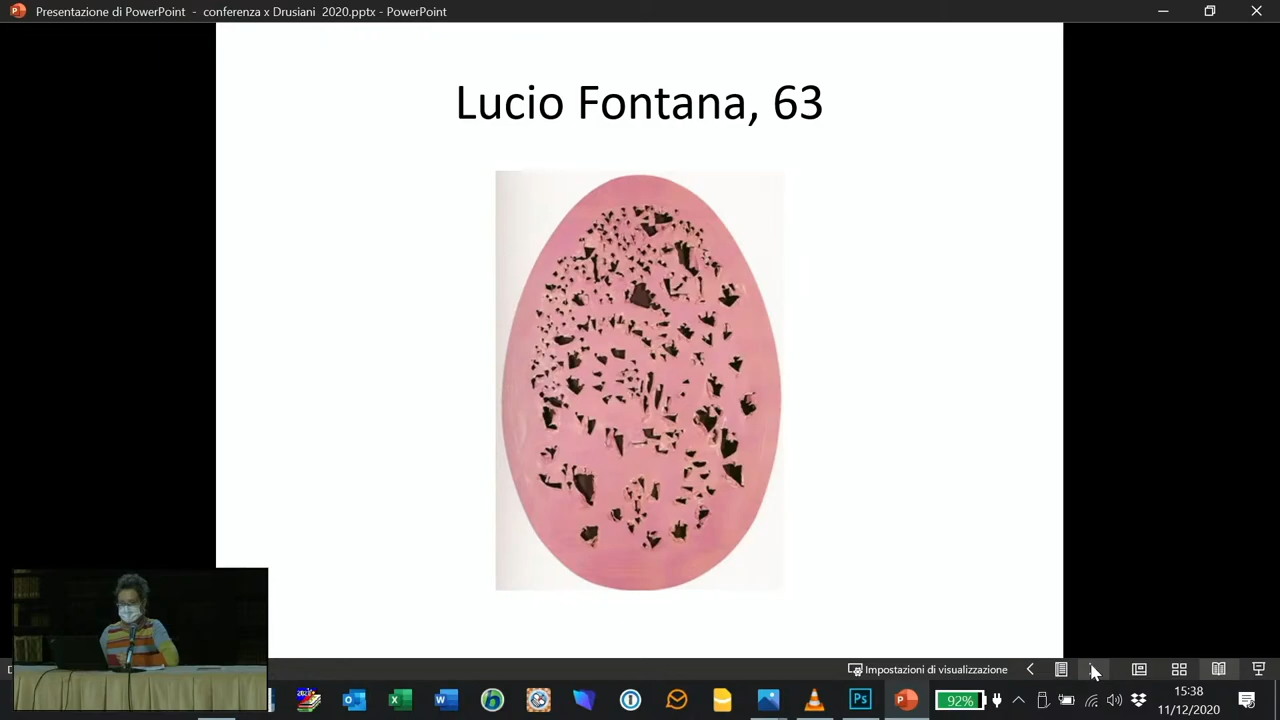 Presentazione di PowerPoint - conferenza x Drusiani 2020.pptx - PowerPoint
Lucio Fontana, 63
Impostazioni di visualizzazione
Ps
92%
15:38
11/12/2020